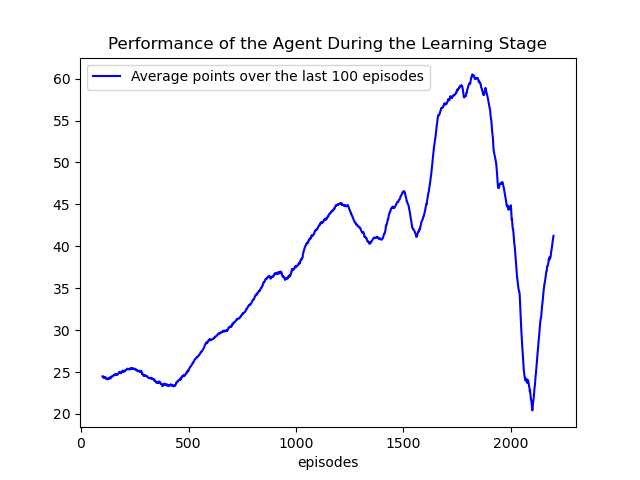 Performance of the Agent During the Learning Stage
Average points over the last 100 episodes
60
55
50
45
40
35
30
25
20
0 500 1000 1500 2000
episodes